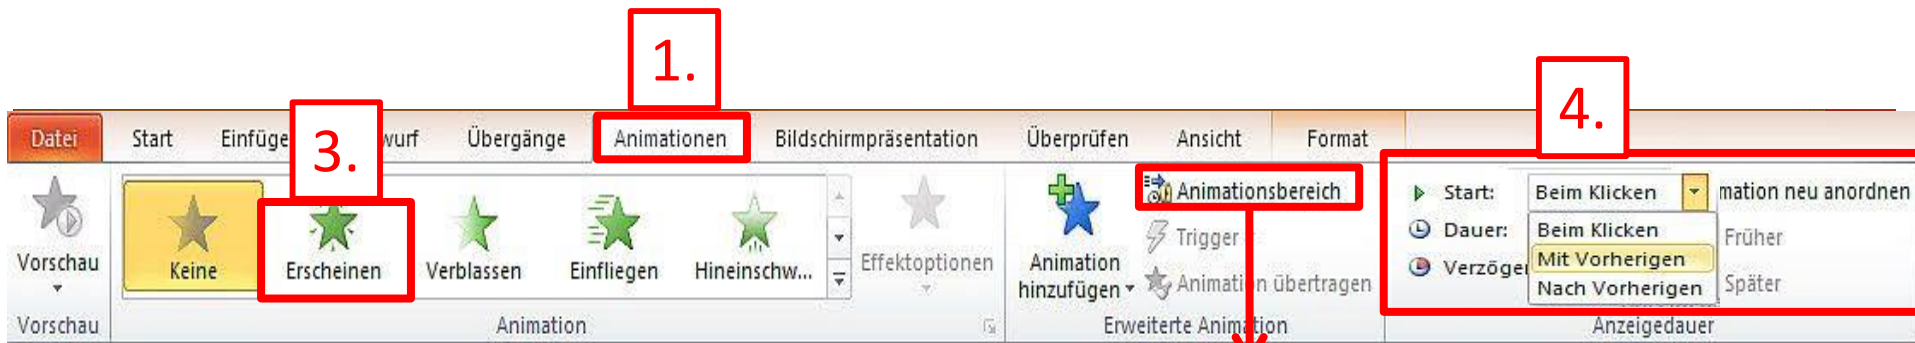 1.
4.
3.
Datei Start Einfüge wurf Übergänge Animationen Bildschirmpräsentation Überprüfen Ansicht Format
Animationsbereich Start: Beim Klicken mation neu anordnen
Trigger Dauer: Beim Klicken Früher
Vorschau Keine Erscheinen Verblassen Einfliegen Hineinschw... Effektoptionen Animation hinzufügen Animation übertragen Verzöger Mit Vorherigen
Nach Vorherigen Später
Vorschau Animation Erweiterte Animation Anzeigedauer